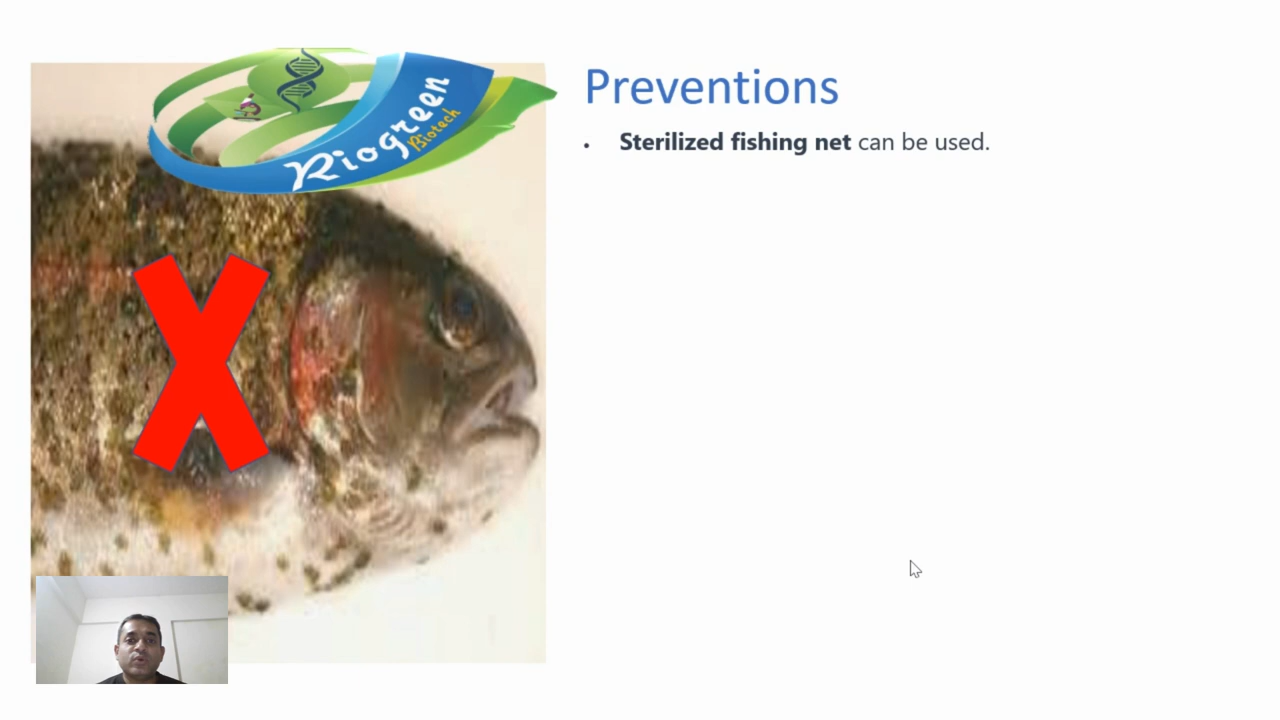 Riogreen
Biotech
Preventions
• Sterilized fishing net can be used.